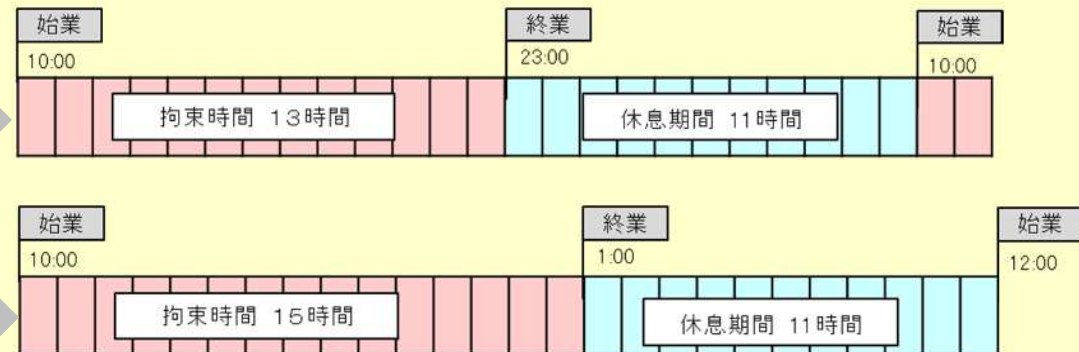 始業 終業 始業
10:00 23:00 10:00
拘束時間 13時間 休息期間 11時間
始業 終業 始業
10:00 1:00 12:00
拘束時間 15時間 休息期間 11時間